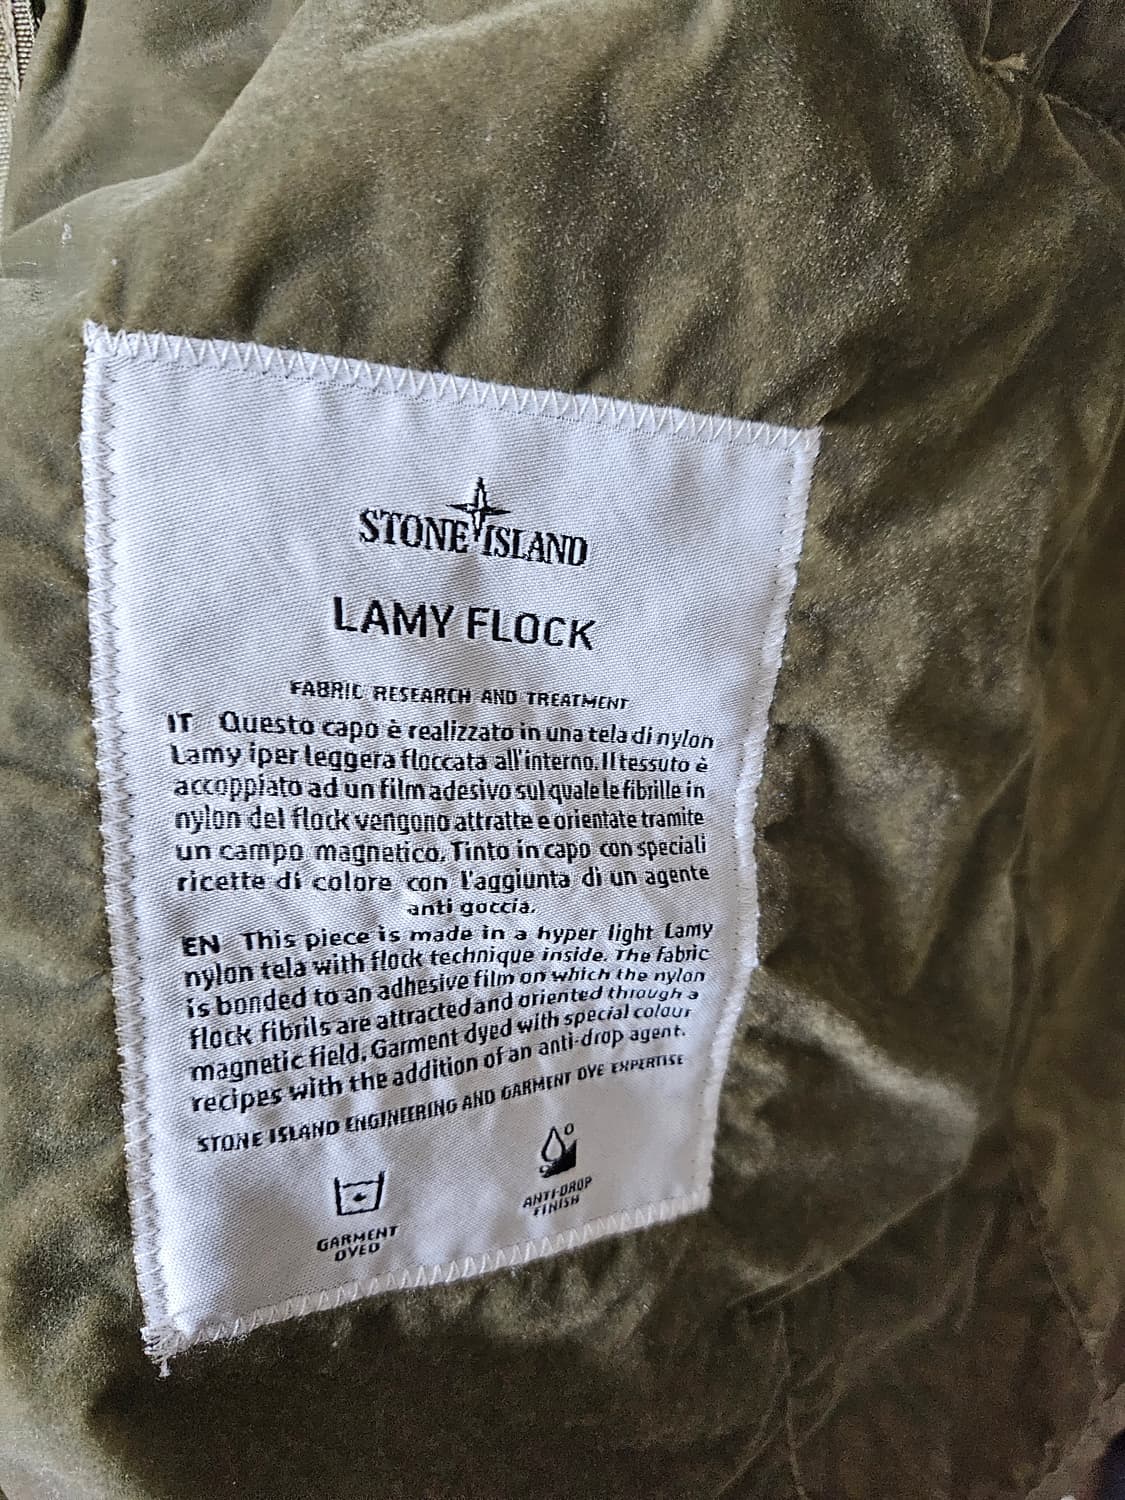 STONE ISLAND
LAMY FLOCK
FABRIC RESEARCH AND TREATMENT
IT Questo capo è realizzato in una tela di nylon
Lamy iper leggera floccata all'interno. Il tessuto è
accoppiato ad un film adesivo sul quale le fibrille in
nylon del flock vengono attratte e orientate tramite
un campo magnetico. Tinto in capo con speciali
ricette di colore con l'aggiunta di un agente
anti goccia.
EN This piece is made in a hyper light Lamy
nylon tela with flock technique inside. The fabric
is bonded to an adhesive film on which the nylon
flock fibrils are attracted and oriented through a
magnetic field. Garment dyed with special colour
recipes with the addition of an anti-drop agent.
STONE ISLAND ENGINEERING AND GARMENT DYE EXPERTISE
GARMENT
DYED
ANTI-DROP
FINISH